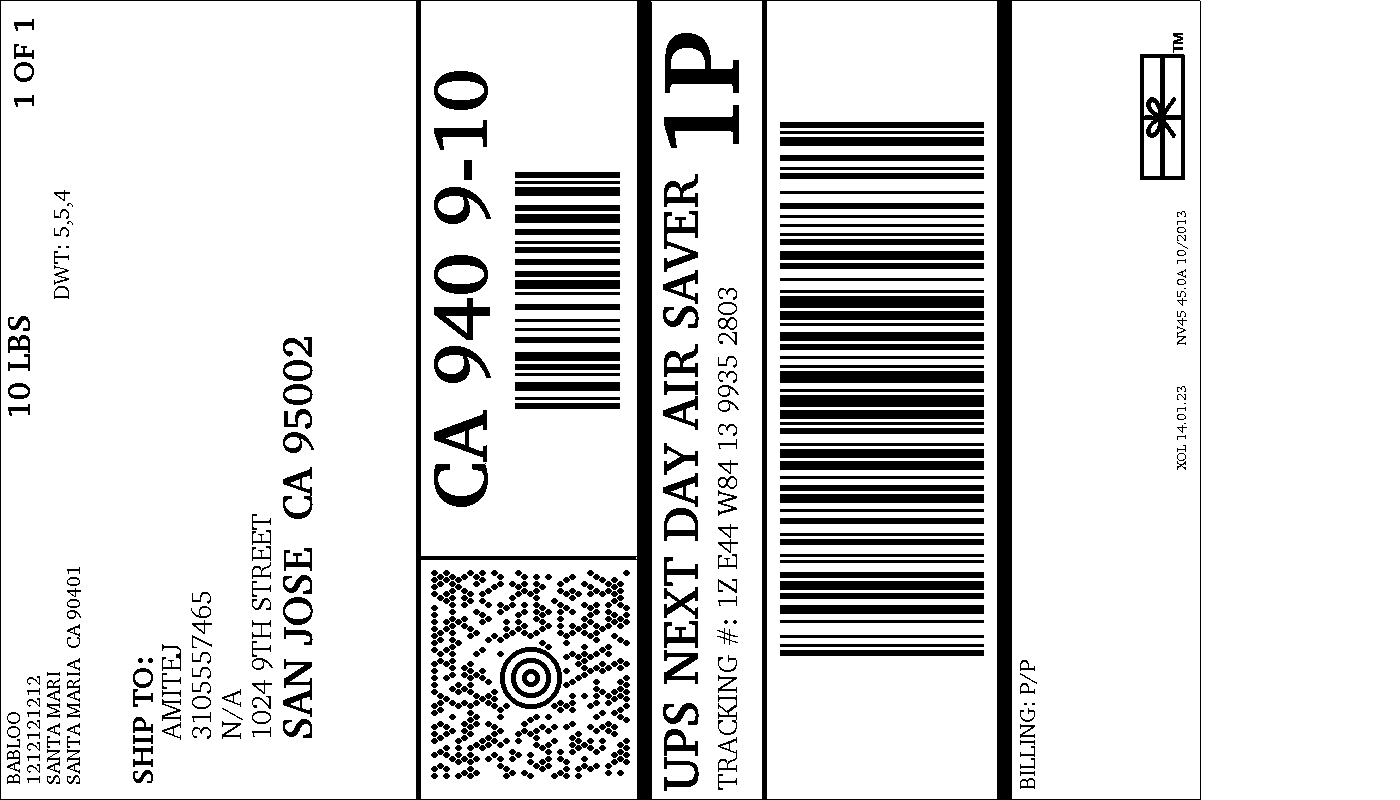 BABLOO
1212121212
SANTA MARI
SANTA MARIA CA 90401
10 LBS
1 OF 1
DWT: 5,5,4
SHIP TO:
AMITEJ
3105557465
N/A
1024 9TH STREET
SAN JOSE CA 95002
CA 940 9-10
UPS NEXT DAY AIR SAVER
1P
TRACKING #: 1Z E44 W84 13 9935 2803
BILLING: P/P
XOL 14.01.23 NV45 45.0A 10/2013
TM